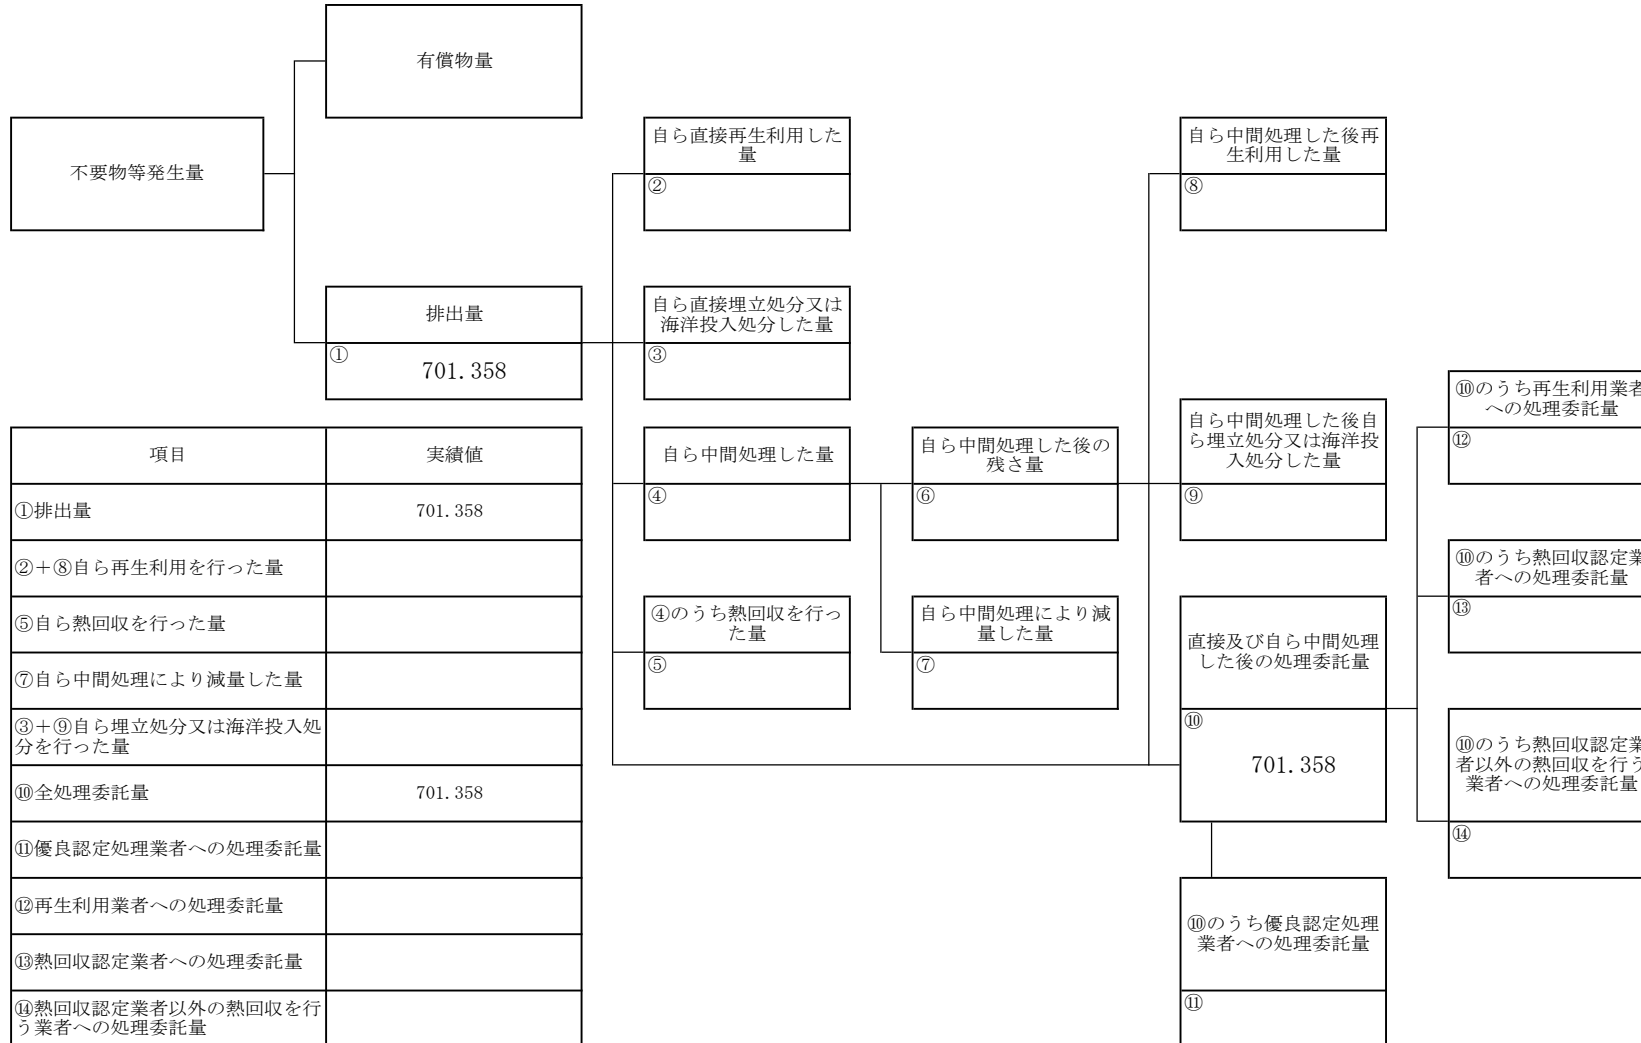 有償物量
不要物等発生量
自ら直接再生利用した
量
②
自ら中間処理した後再
生利用した量
⑧
排出量
①
701.358
自ら直接埋立処分又は
海洋投入処分した量
③
項目
実績値
①排出量
701.358
②+⑧自ら再生利用を行った量
⑤自ら熱回収を行った量
⑦自ら中間処理により減量した量
③+⑨自ら埋立処分又は海洋投入処
分を行った量
⑩全処理委託量
701.358
⑪優良認定処理業者への処理委託量
⑫再生利用業者への処理委託量
⑬熱回収認定業者への処理委託量
⑭熱回収認定業者以外の熱回収を行
う業者への処理委託量
自ら中間処理した量
④
④のうち熱回収を行っ
た量
⑤
自ら中間処理した後の
残さ量
⑥
自ら中間処理により減
量した量
⑦
自ら中間処理した後自
ら埋立処分又は海洋投
入処分した量
⑨
直接及び自ら中間処理
した後の処理委託量
⑩
701.358
⑩のうち優良認定処理
業者への処理委託量
⑪
⑩のうち再生利用業者
への処理委託量
⑫
⑩のうち熱回収認定業
者への処理委託量
⑬
⑩のうち熱回収認定業
者以外の熱回収を行う
業者への処理委託量
⑭